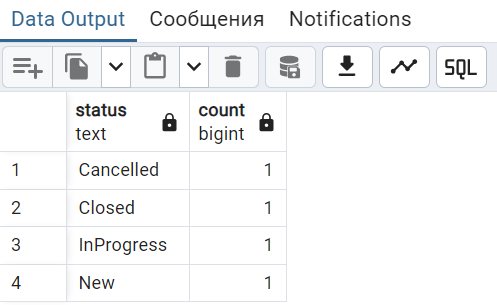 Data Output Сообщения Notifications
SQL
status count
text bigint
1 Cancelled 1
2 Closed 1
3 InProgress 1
4 New 1